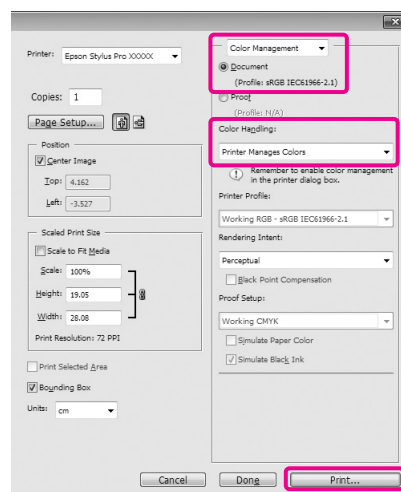 Printer: Epson Stylus Pro XXXXX
Copies: 1
Page Setup...
Position
Center Image
Top: 4.162
Left: -3.527
Scaled Print Size
Scale to Fit Media
Scale: 100%
Height: 19.05
Width: 28.08
Print Resolution: 72 PPI
Print Selected Area
Bounding Box
Units: cm
Color Management
Document
(Profile: sRGB IEC61966-2.1)
Proof
(Profile: N/A)
Color Handling:
Printer Manages Colors
Remember to enable color management
in the printer dialog box.
Printer Profile:
Working RGB - sRGB IEC61966-2.1
Rendering Intent:
Perceptual
Black Point Compensation
Proof Setup:
Working CMYK
Simulate Paper Color
Simulate Black Ink
Cancel
Done
Print...